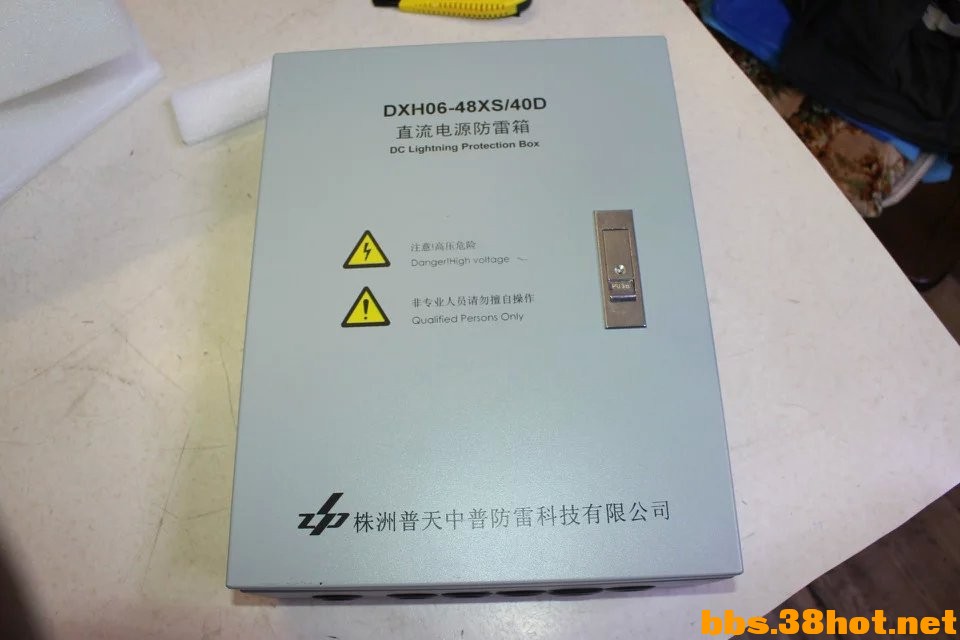 DXH06-48XS/40D
直流电源防雷箱
DC Lightning Protection Box
注意!高压危险
Danger!High voltage
非专业人员请勿擅自操作
Qualified Persons Only
PUSH
zp 株洲普天中普防雷科技有限公司
bbs.38hot.net